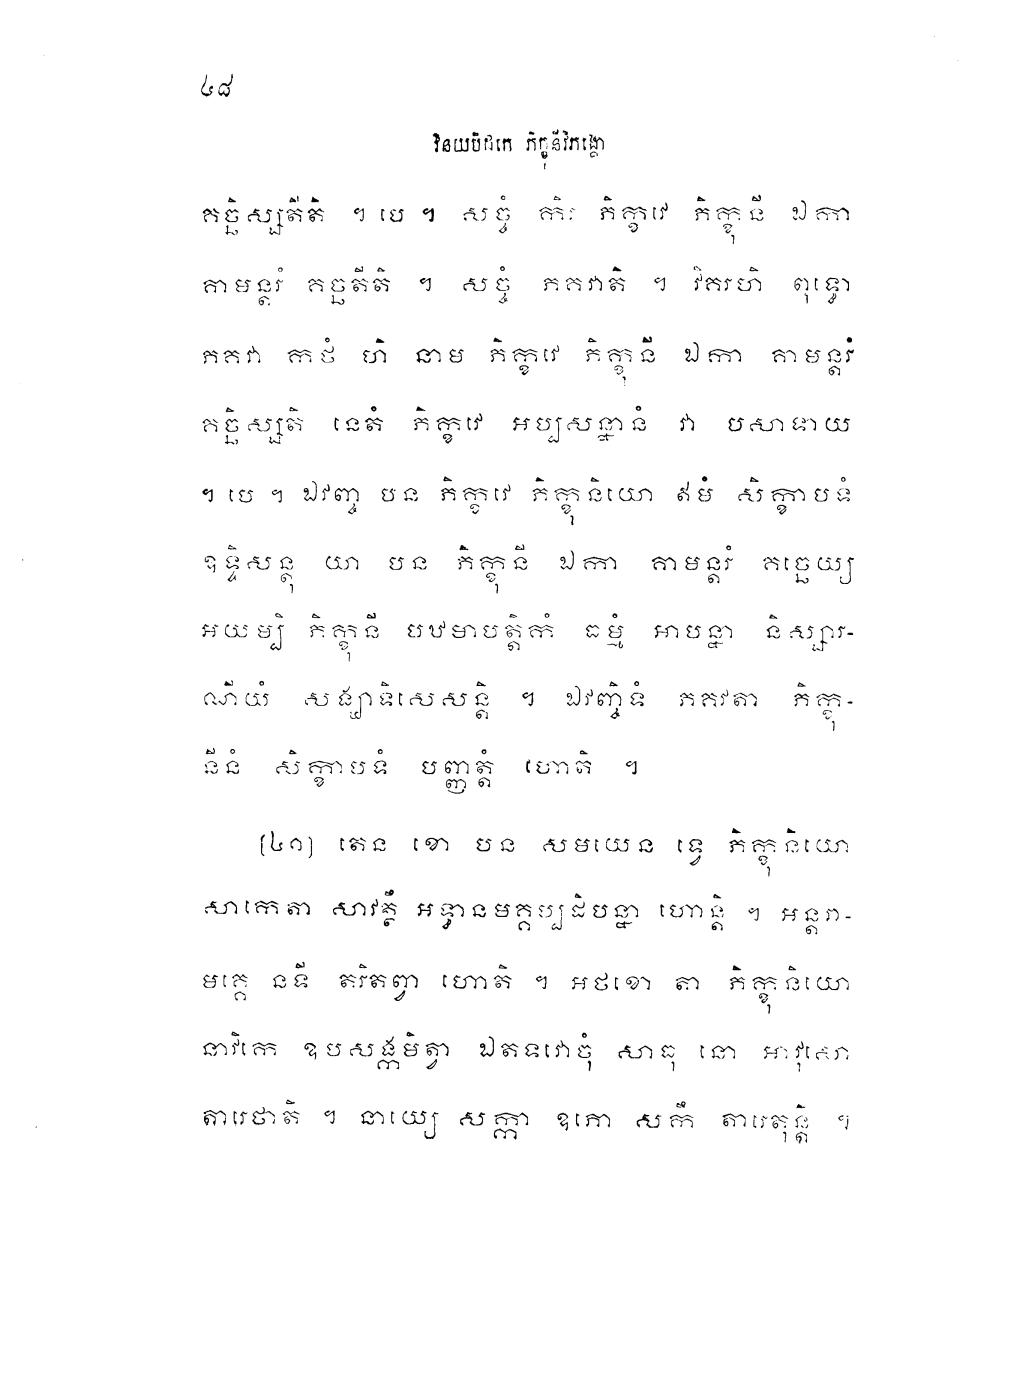 ៤៨
វិនយបិដកេ ភិក្ខុនីវិភង្គោ
គច្ឆិស្សតីតិ ។ បេ ។ សច្ចំ កិរ ភិក្ខវេ ភិក្ខុនី ឯកា
គាមន្តរំ គច្ឆតីតិ ។ សច្ចំ ភគវាតិ ។ វិគរហិ ពុទ្ធោ
ភគវា កថំ ហិ នាម ភិក្ខវេ ភិក្ខុនី ឯកា គាមន្តរំ
គច្ឆិស្សតិ នេតំ ភិក្ខវេ អប្បសន្នានំ វា បសាទាយ
។ បេ ។ ឯវញ្ច បន ភិក្ខវេ ភិក្ខុនិយោ ឥមំ សិក្ខាបទំ
ឧទ្ទិសន្តុ យា បន ភិក្ខុនី ឯកា គាមន្តរំ គច្ឆេយ្យ
អយម្បិ ភិក្ខុនី បឋមាបត្តិកំ ធម្មំ អាបន្នា និស្សារ-
ណីយំ សង្ឃាទិសេសន្តិ ។ ឯវញ្ចិទំ ភគវតា ភិក្ខុ-
នីនំ សិក្ខាបទំ បញ្ញត្តំ ហោតិ ។
(៤០) តេន ខោ បន សមយេន ទ្វេ ភិក្ខុនិយោ
សាកេតា សាវត្ថឹ អទ្ធានមគ្គប្បដិបន្នា ហោន្តិ ។ អន្តរា-
មគ្គេ នទី តរិតព្វា ហោតិ ។ អថខោ តា ភិក្ខុនិយោ
នាវិកេ ឧបសង្កមិត្វា ឯតទវោចុំ សាធុ នោ អាវុសោ
តារេថាតិ ។ នាយ្យេ សក្កា ឧភោ សកឹ តារេតុន្តិ ។